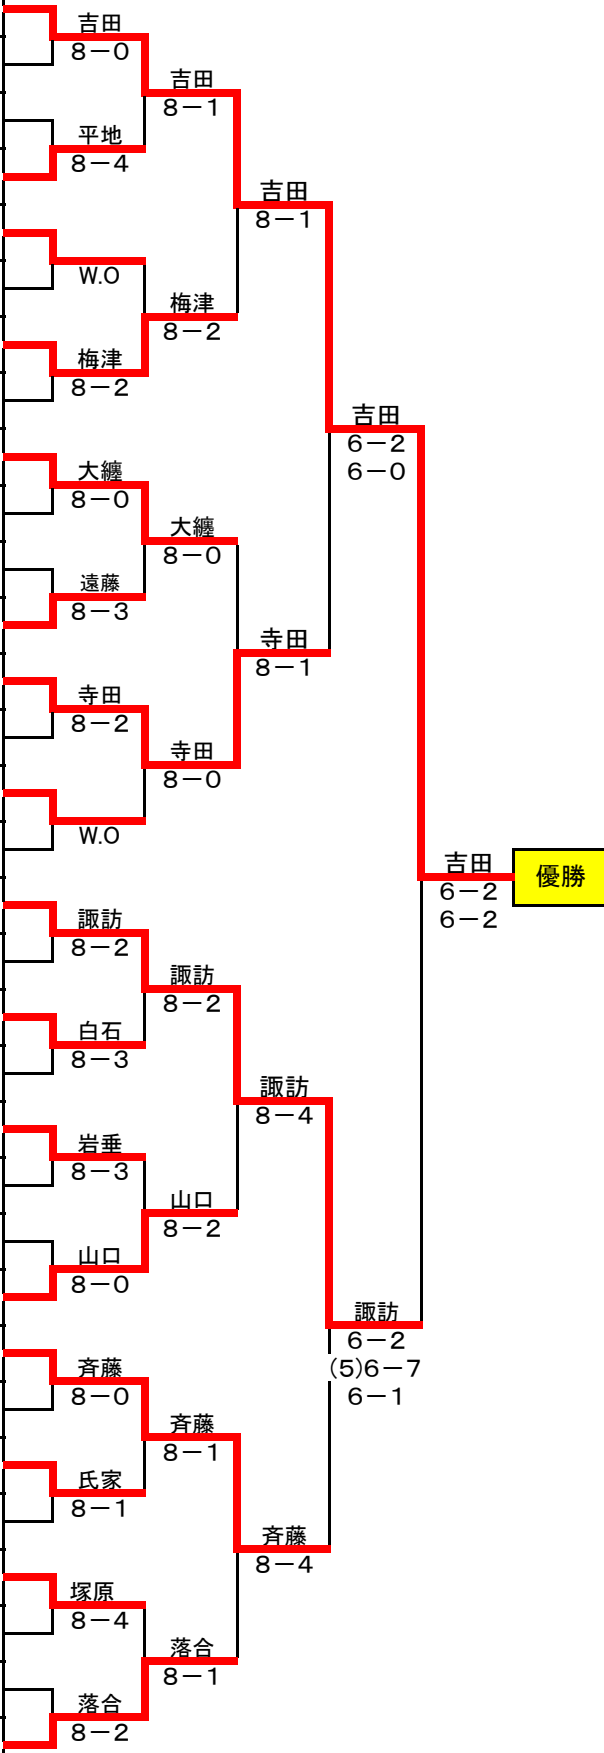 吉田
8－0
吉田
8－1
平地
8－4
吉田
8－1
W.O
梅津
8－2
梅津
8－2
吉田
6－2
6－0
大纏
8－0
大纏
8－0
遠藤
8－3
寺田
8－1
寺田
8－2
寺田
8－0
W.O
吉田
6－2
6－2
優勝
諏訪
8－2
諏訪
8－2
白石
8－3
諏訪
8－4
岩垂
8－3
山口
8－2
山口
8－0
諏訪
6－2
(5)6－7
6－1
斉藤
8－0
斉藤
8－1
氏家
8－1
斉藤
8－4
塚原
8－4
落合
8－1
落合
8－2